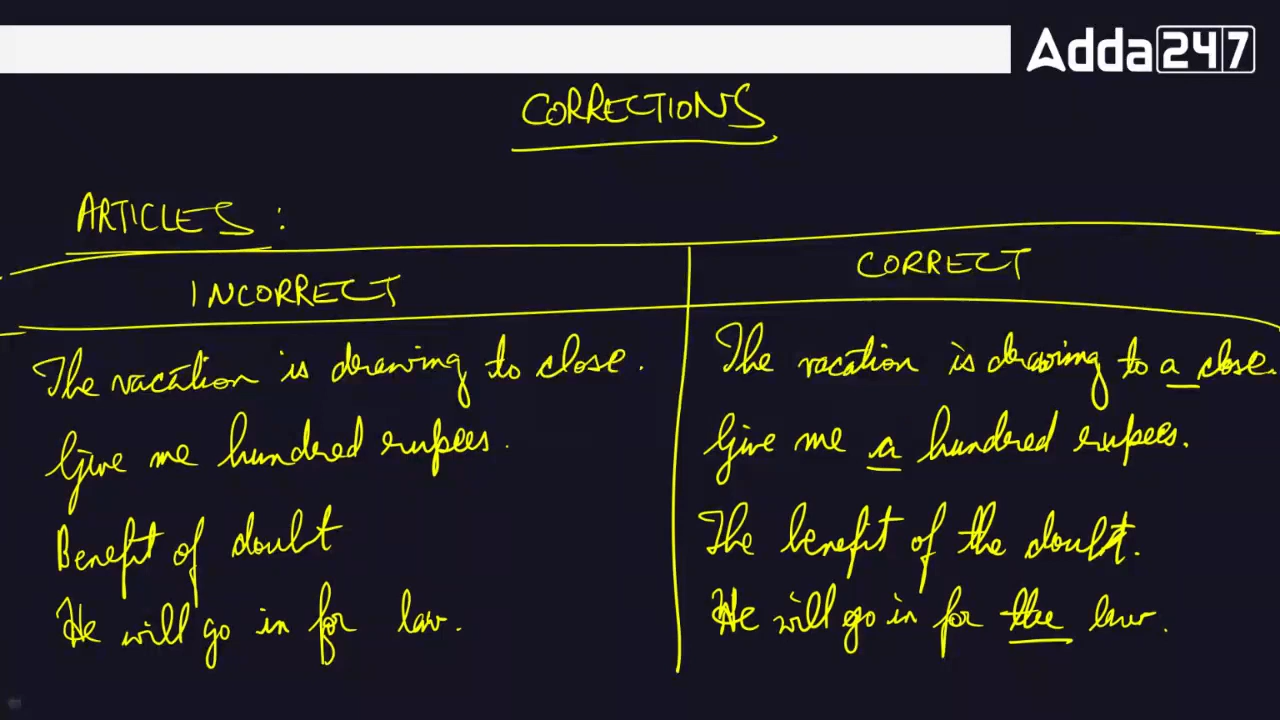 Adda247
CORRECTIONS
ARTICLES:
INCORRECT
CORRECT
The vacation is drawing to close.
The vacation is drawing to a close.
Give me hundred rupees.
Give me a hundred rupees.
Benefit of doubt
The benefit of the doubt.
He will go in for law.
He will go in for the law.